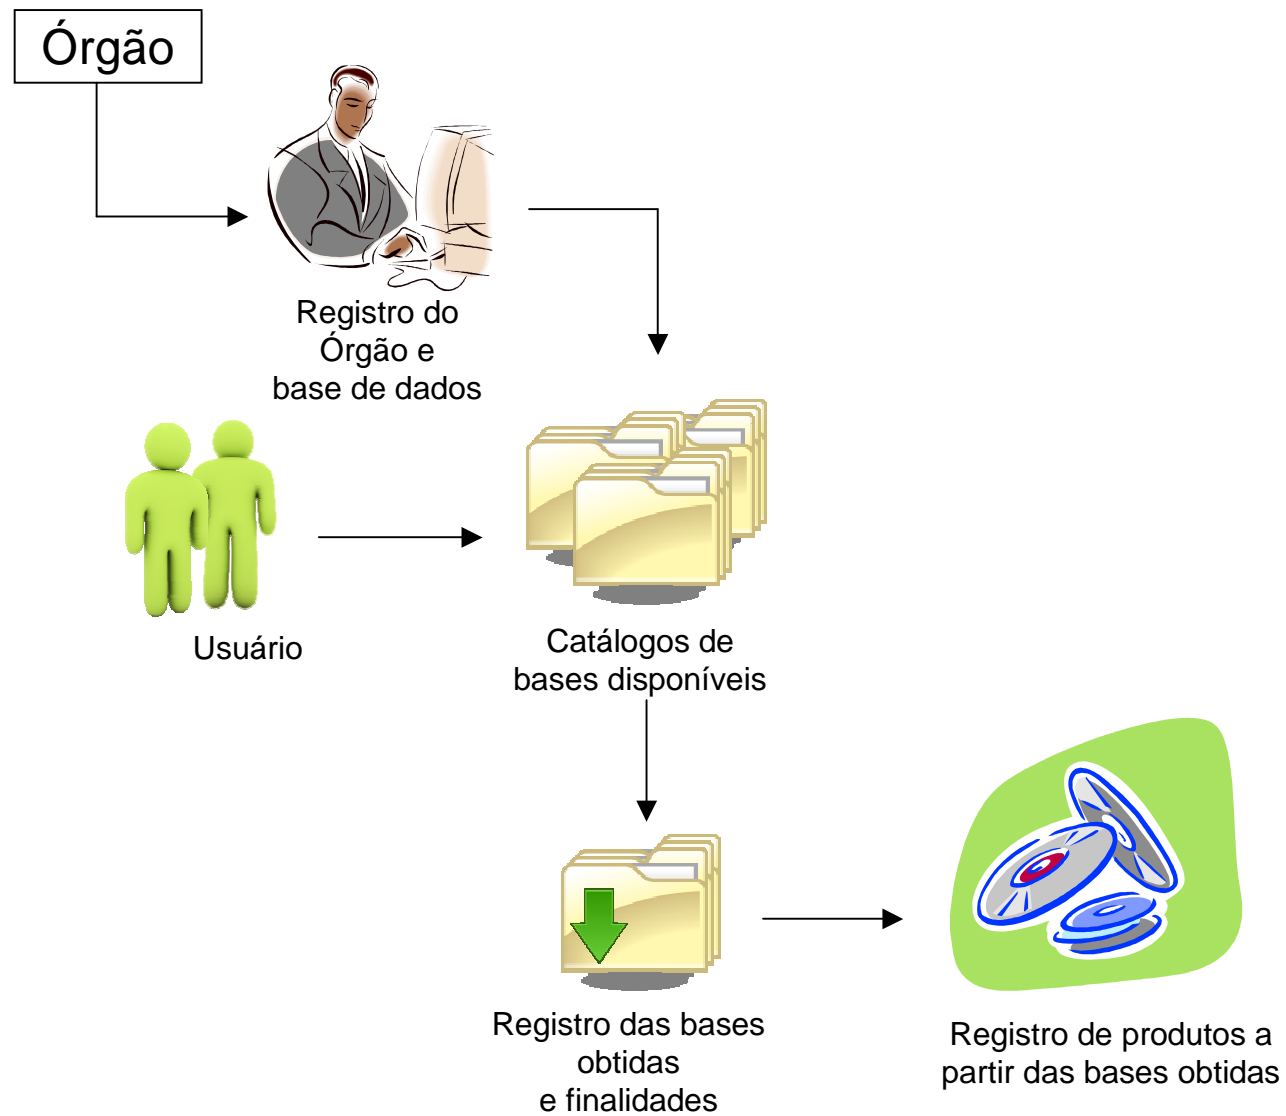 Órgão
Registro do
Órgão e
base de dados
Usuário
Catálogos de
bases disponíveis
Registro das bases
obtidas
e finalidades
Registro de produtos a
partir das bases obtidas